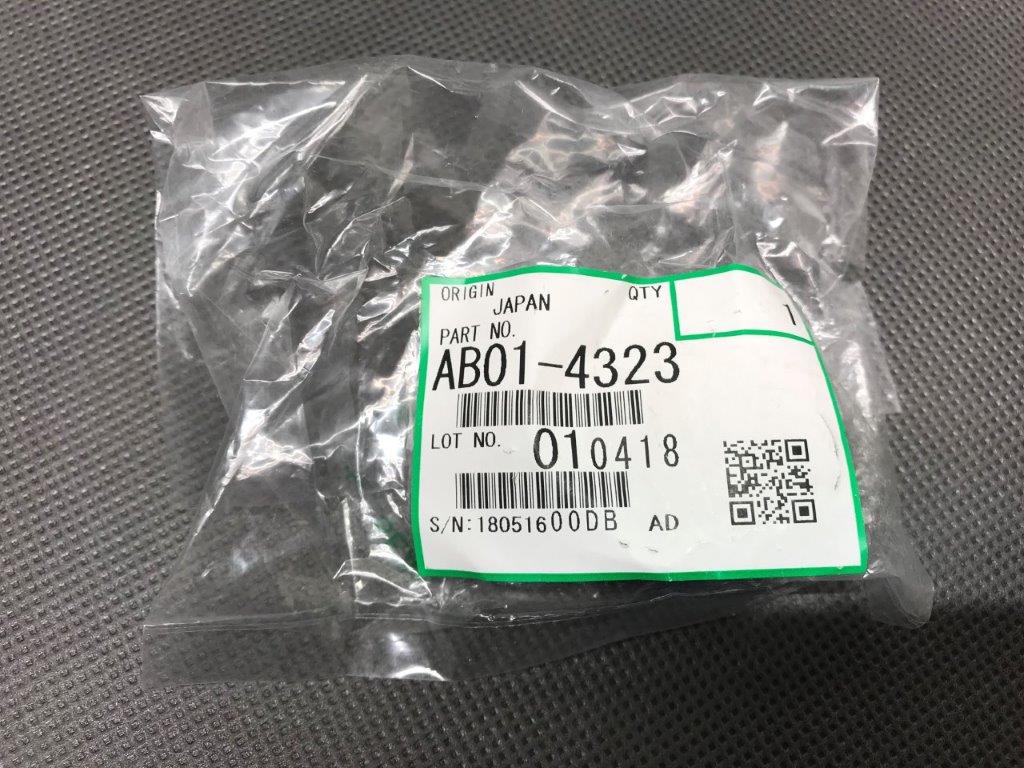 ORIGIN JAPAN QTY 1
PART NO.
AB01-4323
LOT NO. 010418
S/N:18051600DB AD